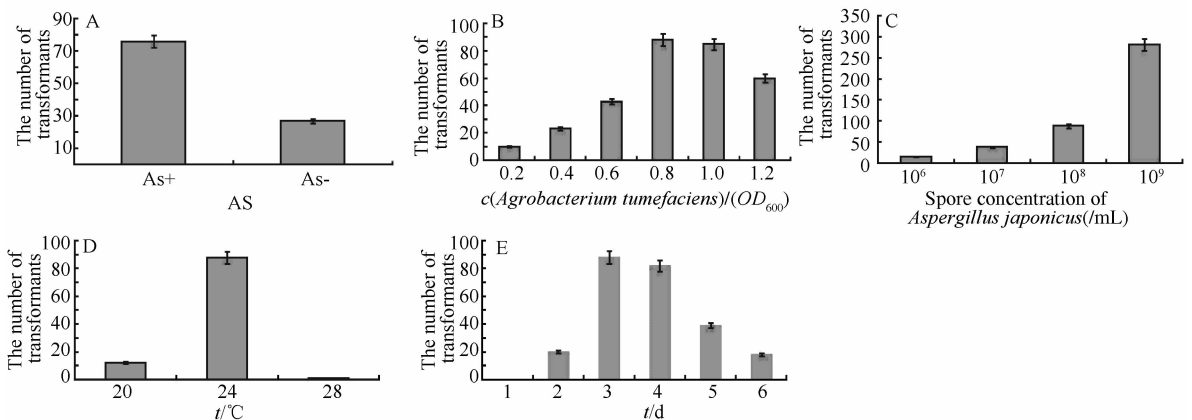 A
The number of
transformants
90
70
50
30
10
As+
As-
AS
B
The number of
transformants
100
80
60
40
20
0
0.2
0.4
0.6
0.8
1.0
1.2
c(Agrobacterium tumefaciens)/(OD600)
C
The number of
transformants
350
300
250
200
150
100
50
0
10⁶
10⁷
10⁸
10⁹
Spore concentration of
Aspergillus japonicus(/mL)
D
The number of
transformants
100
80
60
40
20
0
20
24
28
t/℃
E
The number of
transformants
100
80
60
40
20
0
1
2
3
4
5
6
t/d